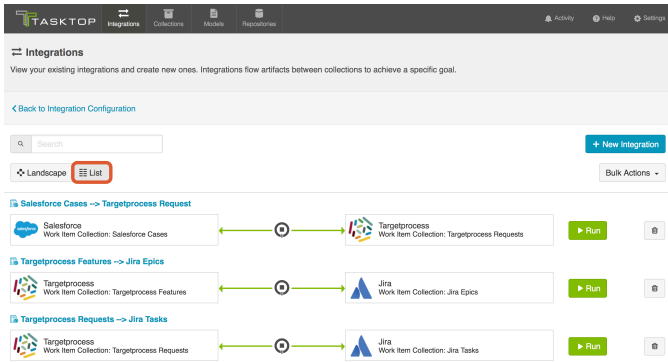 TASKTOP
Integrations
Collections
Models
Repositories
Activity
Help
Settings
Integrations
View your existing integrations and create new ones. Integrations flow artifacts between collections to achieve a specific goal.
Back to Integration Configuration
Search
+ New Integration
Landscape
List
Bulk Actions
Salesforce Cases --> Targetprocess Request
salesforce
Salesforce
Work Item Collection: Salesforce Cases
Targetprocess
Work Item Collection: Targetprocess Requests
Run
Targetprocess Features --> Jira Epics
Targetprocess
Work Item Collection: Targetprocess Features
Jira
Work Item Collection: Jira Epics
Run
Targetprocess Requests --> Jira Tasks
Targetprocess
Work Item Collection: Targetprocess Requests
Jira
Work Item Collection: Jira Tasks
Run